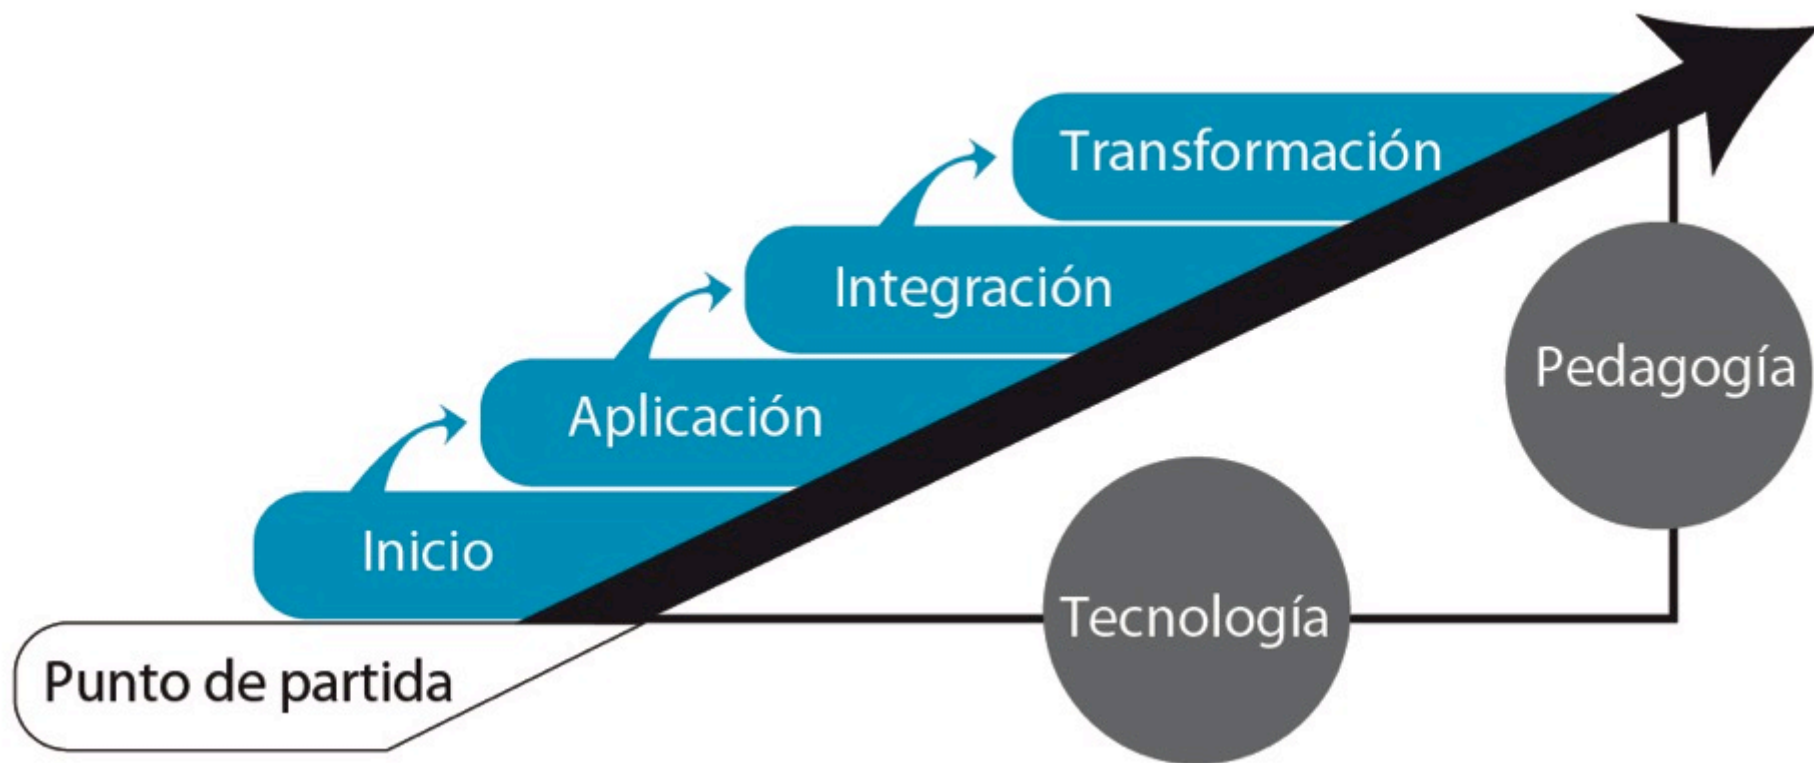 Transformación
Integración
Pedagogía
Aplicación
Inicio
Tecnología
Punto de partida